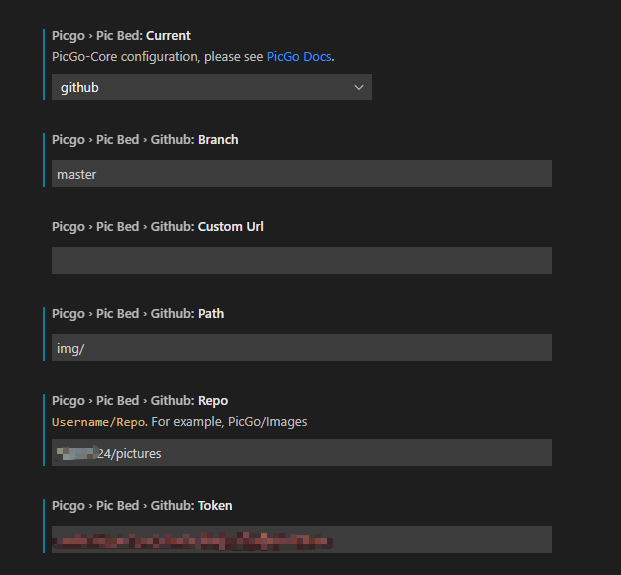 Picgo › Pic Bed: Current
PicGo-Core configuration, please see PicGo Docs.
github
Picgo › Pic Bed › Github: Branch
master
Picgo › Pic Bed › Github: Custom Url
Picgo › Pic Bed › Github: Path
img/
Picgo › Pic Bed › Github: Repo
Username/Repo. For example, PicGo/Images
24/pictures
Picgo › Pic Bed › Github: Token